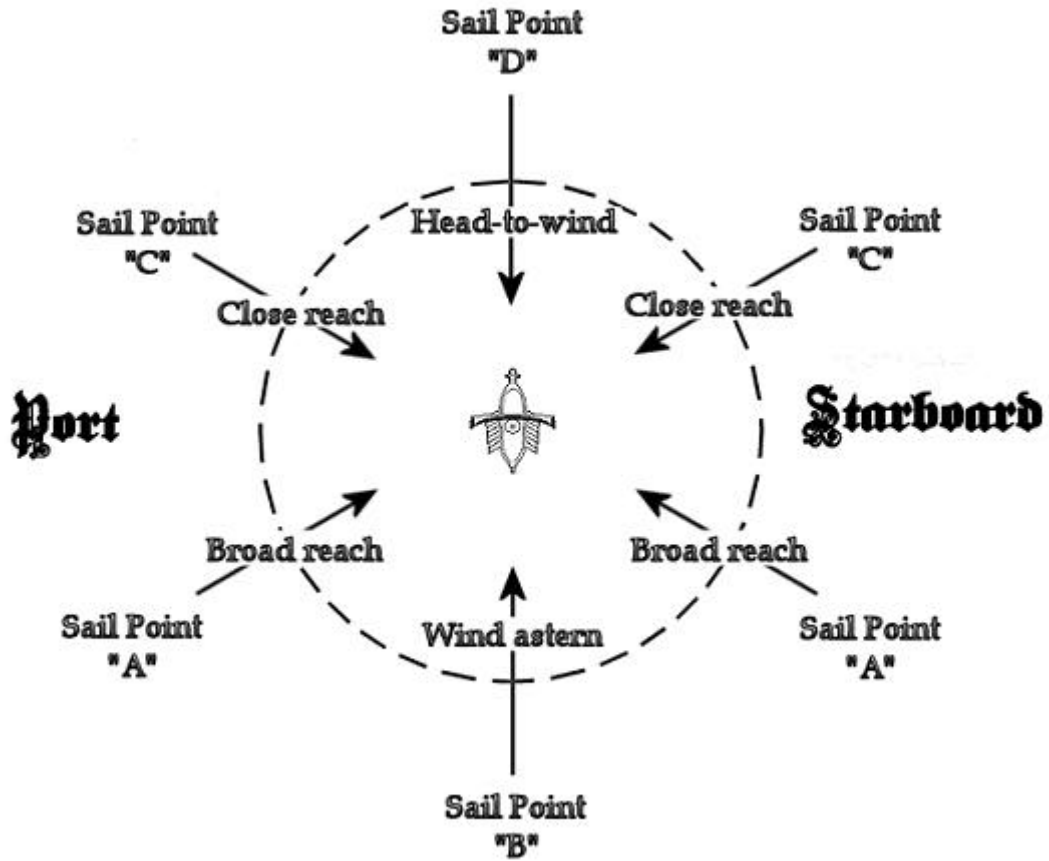 Sail Point
"D"
Head-to-wind
Sail Point
"C"
Close reach
Sail Point
"C"
Close reach
Port
Starboard
Broad reach
Sail Point
"A"
Broad reach
Sail Point
"A"
Wind astern
Sail Point
"B"